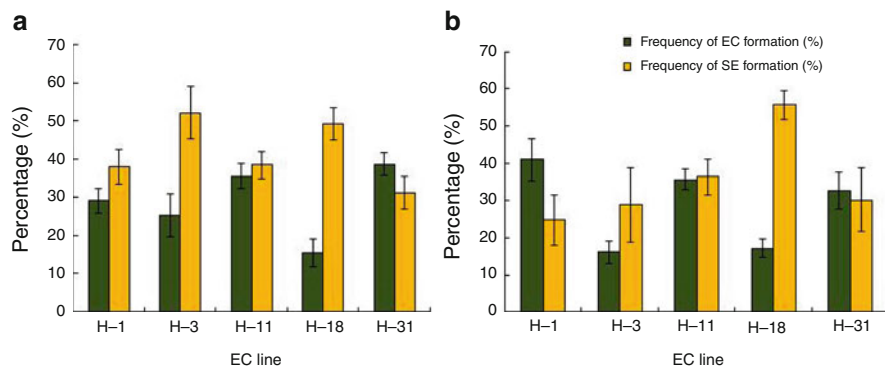 a
Percentage (%)
70
60
50
40
30
20
10
0
H–1 H–3 H–11 H–18 H–31
EC line
b
Frequency of EC formation (%)
Frequency of SE formation (%)
Percentage (%)
70
60
50
40
30
20
10
0
H–1 H–3 H–11 H–18 H–31
EC line